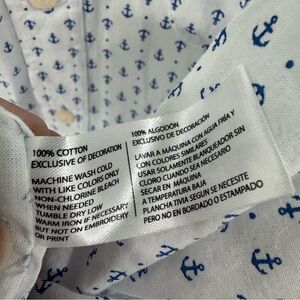 100% COTTON
EXCLUSIVE OF DECORATION
MACHINE WASH COLD
WITH LIKE COLORS ONLY
NON-CHLORINE BLEACH
WHEN NEEDED
TUMBLE DRY LOW
WARM IRON IF NECESSARY
BUT NOT ON EMBROIDERY
OR PRINT
100% ALGODÓN
EXCLUSIVO DE DECORACIÓN
LAVAR A MÁQUINA CON AGUA FRÍA Y
CON COLORES SIMILARES
USAR SOLAMENTE BLANQUEADOR SIN
CLORO CUANDO SEA NECESARIO
SECAR EN MÁQUINA
A TEMPERATURA BAJA
PLANCHA TIVIA SEGUN SE NECESITE
PERO NO EN BORDADO O ESTAMPADO